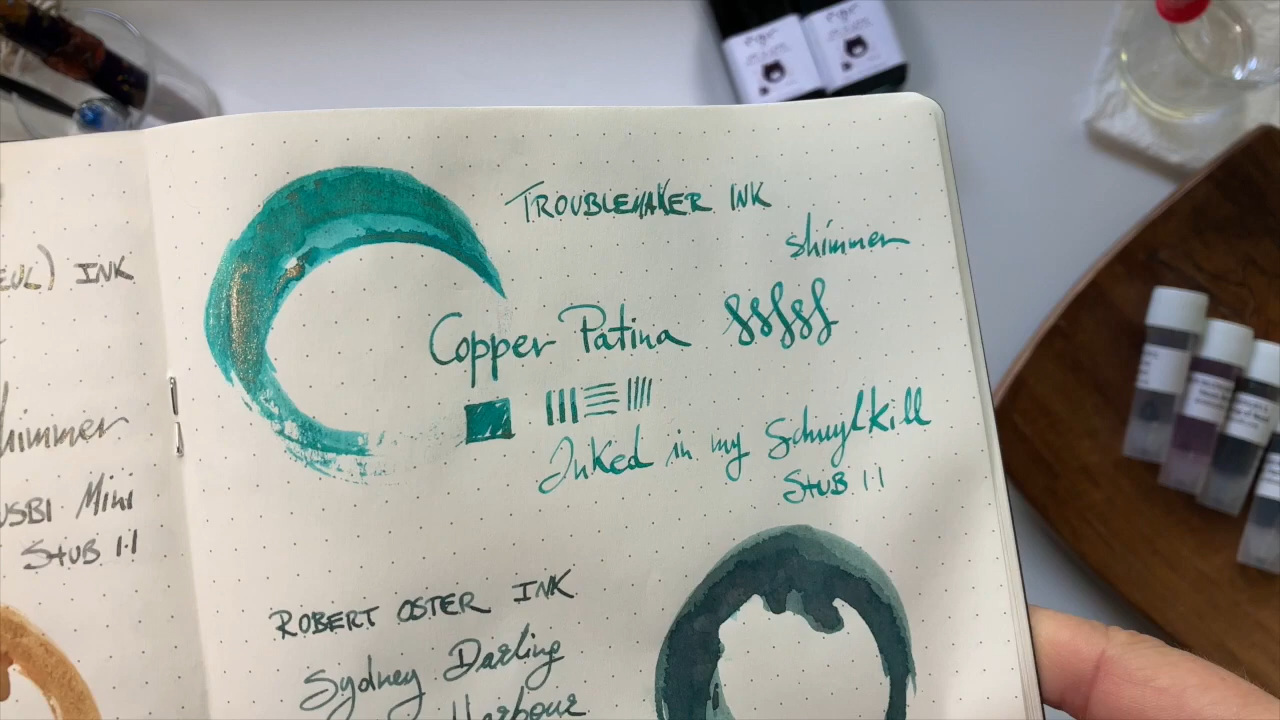 INK
himmer
Mini
STUB 1.1
TROUBLEMAKER INK
shimmer
Copper Patina
Inked in my Schuylkill
STUB 1.1
ROBERT OSTER INK
Sydney Darling
Harbour